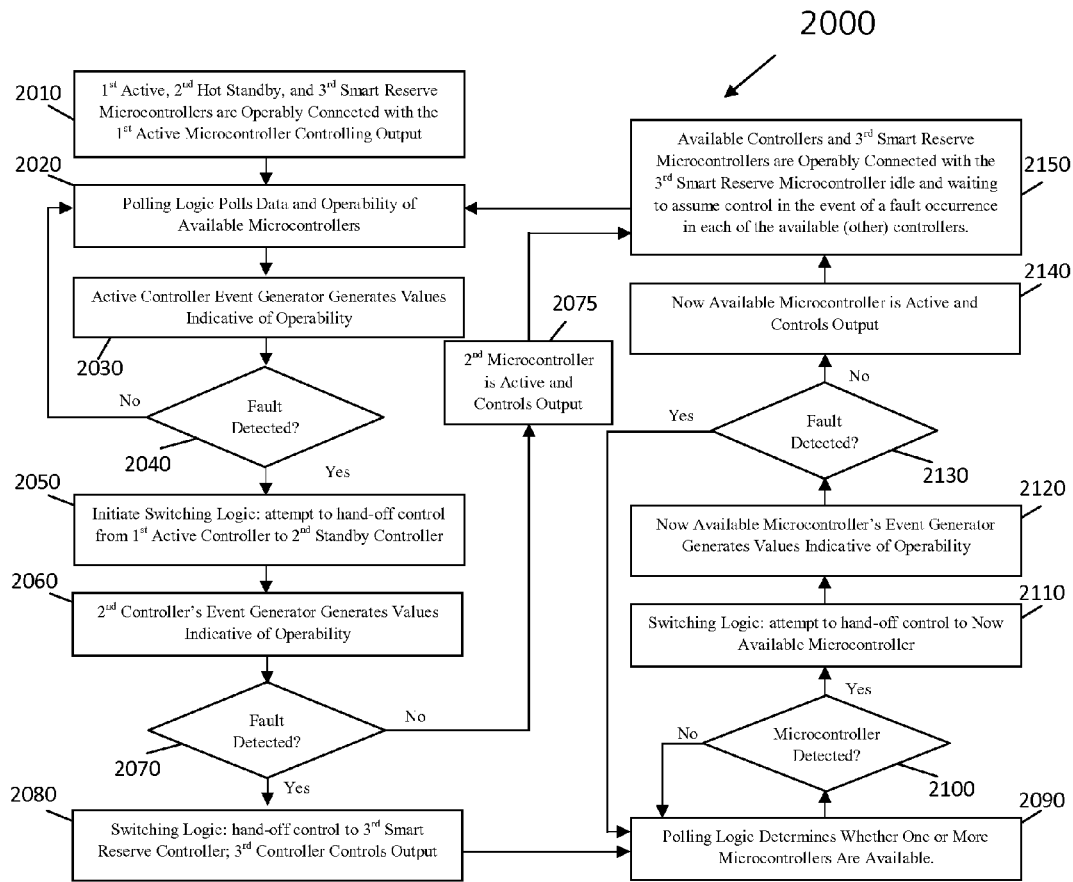 2000
2010
1st Active, 2nd Hot Standby, and 3rd Smart Reserve
Microcontrollers are Operably Connected with the
1st Active Microcontroller Controlling Output
2020
Polling Logic Polls Data and Operability of
Available Microcontrollers
Active Controller Event Generator Generates Values
Indicative of Operability
2030
No
Fault
Detected?
2040
Yes
2050
Initiate Switching Logic: attempt to hand-off control
from 1st Active Controller to 2nd Standby Controller
2060
2nd Controller's Event Generator Generates Values
Indicative of Operability
Fault
Detected?
No
2070
Yes
2080
Switching Logic: hand-off control to 3rd Smart
Reserve Controller; 3rd Controller Controls Output
2075
2nd Microcontroller
is Active and
Controls Output
Available Controllers and 3rd Smart Reserve
Microcontrollers are Operably Connected with the
3rd Smart Reserve Microcontroller idle and waiting
to assume control in the event of a fault occurrence
in each of the available (other) controllers.
2150
2140
Now Available Microcontroller is Active and
Controls Output
No
Yes
Fault
Detected?
2130
2120
Now Available Microcontroller's Event Generator
Generates Values Indicative of Operability
2110
Switching Logic: attempt to hand-off control to Now
Available Microcontroller
Yes
No
Microcontroller
Detected?
2100
2090
Polling Logic Determines Whether One or More
Microcontrollers Are Available.